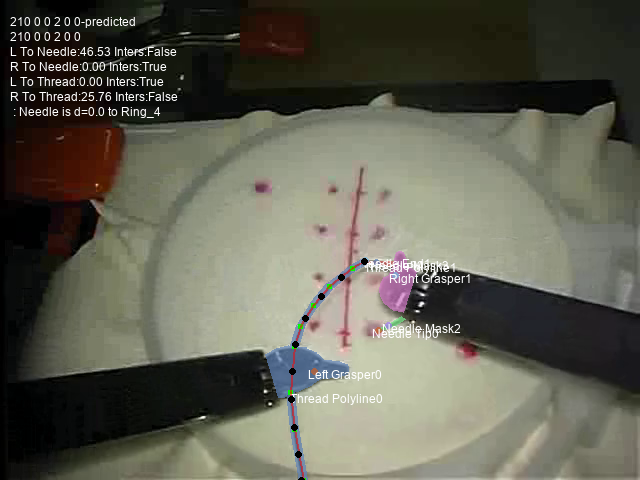 210 0 0 2 0 0-predicted
210 0 0 2 0 0
L To Needle:46.53 Inters:False
R To Needle:0.00 Inters:True
L To Thread:0.00 Inters:True
R To Thread:25.76 Inters:False
: Needle is d=0.0 to Ring_4
Thread Polyline1
Right Grasper1
Needle Mask2
Needle Tip0
Left Grasper0
Thread Polyline0